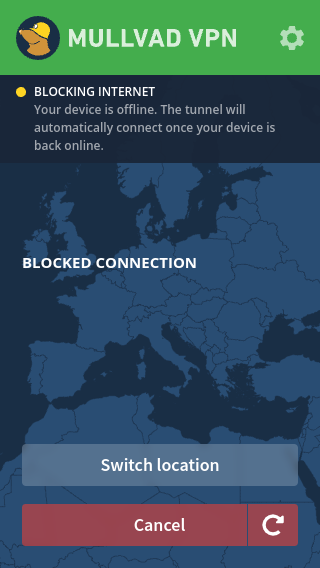 MULLVAD VPN
BLOCKING INTERNET
Your device is offline. The tunnel will
automatically connect once your device is
back online.
BLOCKED CONNECTION
Switch location
Cancel